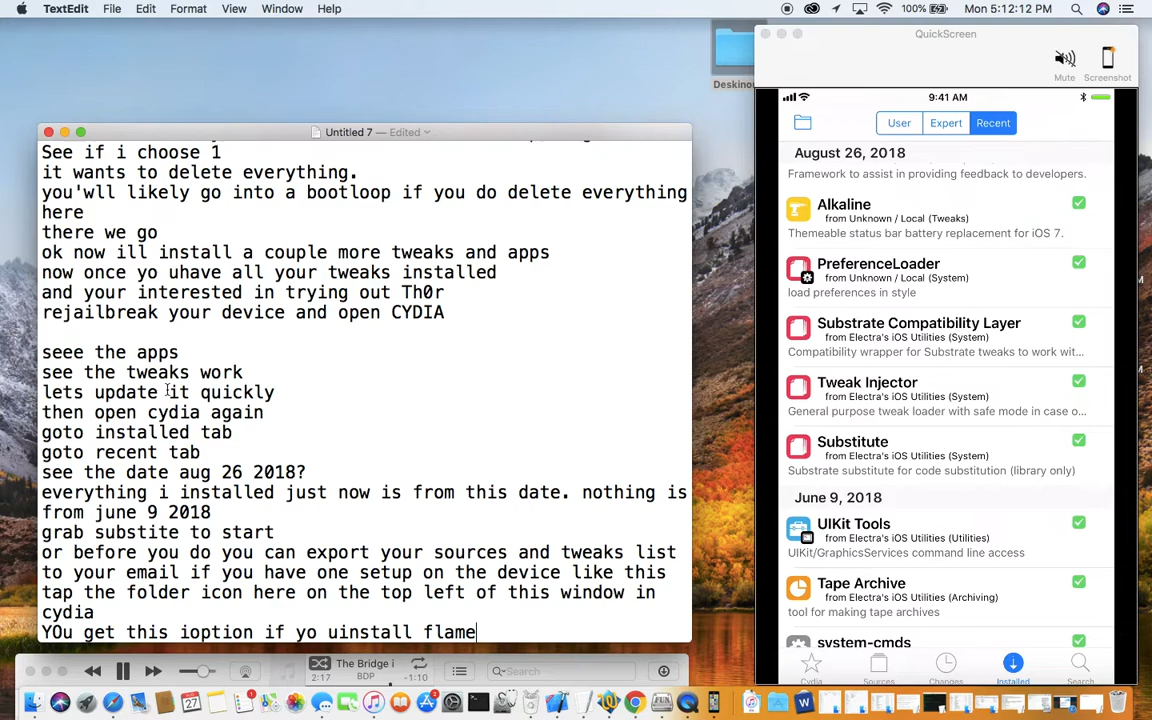 TextEdit File Edit Format View Window Help 100% Mon 5:12:12 PM
Deskino
QuickScreen
Mute Screenshot
9:41 AM
User Expert Recent
August 26, 2018
Framework to assist in providing feedback to developers.
Alkaline
from Unknown / Local (Tweaks)
Themeable status bar battery replacement for iOS 7.
PreferenceLoader
from Unknown / Local (System)
load preferences in style
Substrate Compatibility Layer
from Electra's iOS Utilities (System)
Compatibility wrapper for Substrate tweaks to work wit...
Tweak Injector
from Electra's iOS Utilities (System)
General purpose tweak loader with safe mode in case o...
Substitute
from Electra's iOS Utilities (System)
Substrate substitute for code substitution (library only)
June 9, 2018
UIKit Tools
from Electra's iOS Utilities (Utilities)
UIKit/GraphicsServices command line access
Tape Archive
from Electra's iOS Utilities (Archiving)
tool for making tape archives
system-cmds
Cydia Sources Changes Installed Search
Untitled 7 — Edited
See if i choose 1
it wants to delete everything.
you'wll likely go into a bootloop if you do delete everything
here
there we go
ok now ill install a couple more tweaks and apps
now once yo uhave all your tweaks installed
and your interested in trying out Th0r
rejailbreak your device and open CYDIA
seee the apps
see the tweaks work
lets update it quickly
then open cydia again
goto installed tab
goto recent tab
see the date aug 26 2018?
everything i installed just now is from this date. nothing is
from june 9 2018
grab substite to start
or before you do you can export your sources and tweaks list
to your email if you have one setup on the device like this
tap the folder icon here on the top left of this window in
cydia
YOu get this ioption if yo uinstall flame
The Bridge i
2:17 BDP -1:10
Search